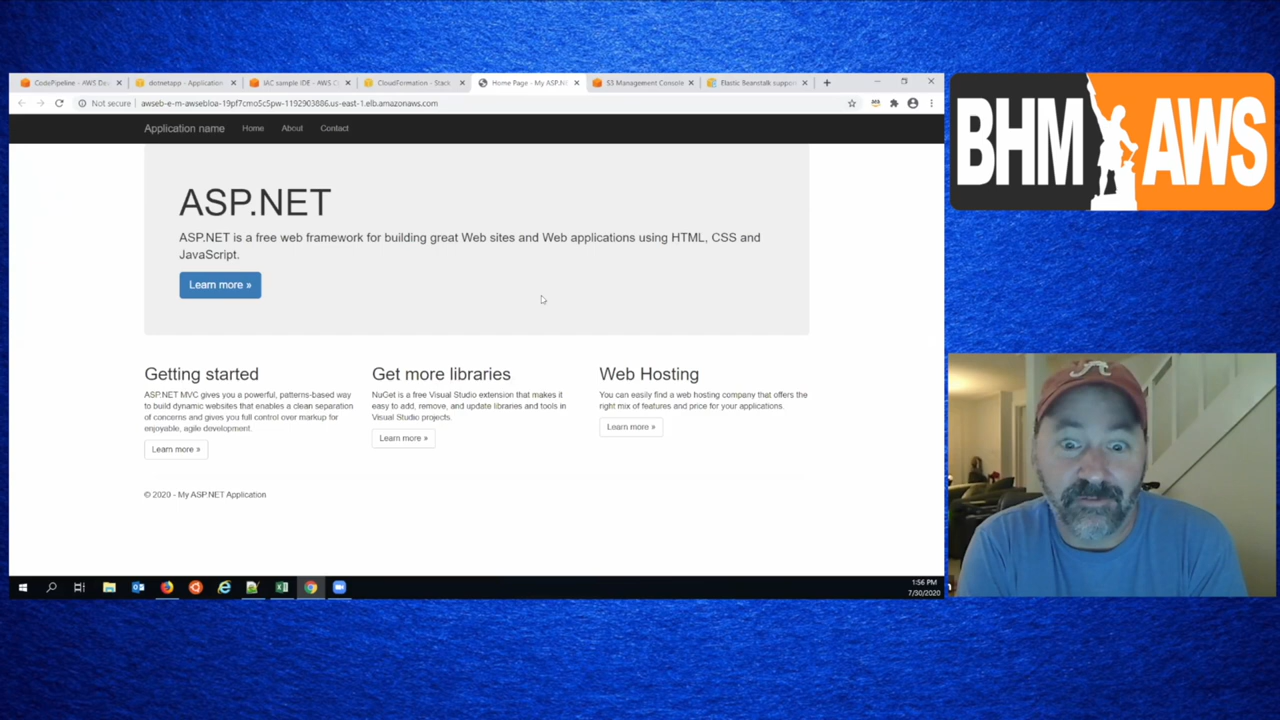 CodePipeline - AWS Dev
dotnetapp - Application
IAC sample IDE - AWS C
CloudFormation - Stack
Home Page - My ASP.NE
S3 Management Console
Elastic Beanstalk suppor
Not secure
awseb-e-m-awsebloa-19pf7cmo5c5pw-1192903886.us-east-1.elb.amazonaws.com
Application name
Home
About
Contact
ASP.NET
ASP.NET is a free web framework for building great Web sites and Web applications using HTML, CSS and
JavaScript.
Learn more »
Getting started
ASP.NET MVC gives you a powerful, patterns-based way
to build dynamic websites that enables a clean separation
of concerns and gives you full control over markup for
enjoyable, agile development.
Learn more »
Get more libraries
NuGet is a free Visual Studio extension that makes it
easy to add, remove, and update libraries and tools in
Visual Studio projects.
Learn more »
Web Hosting
You can easily find a web hosting company that offers the
right mix of features and price for your applications.
Learn more »
© 2020 - My ASP.NET Application
1:56 PM
7/30/2020
BHM AWS